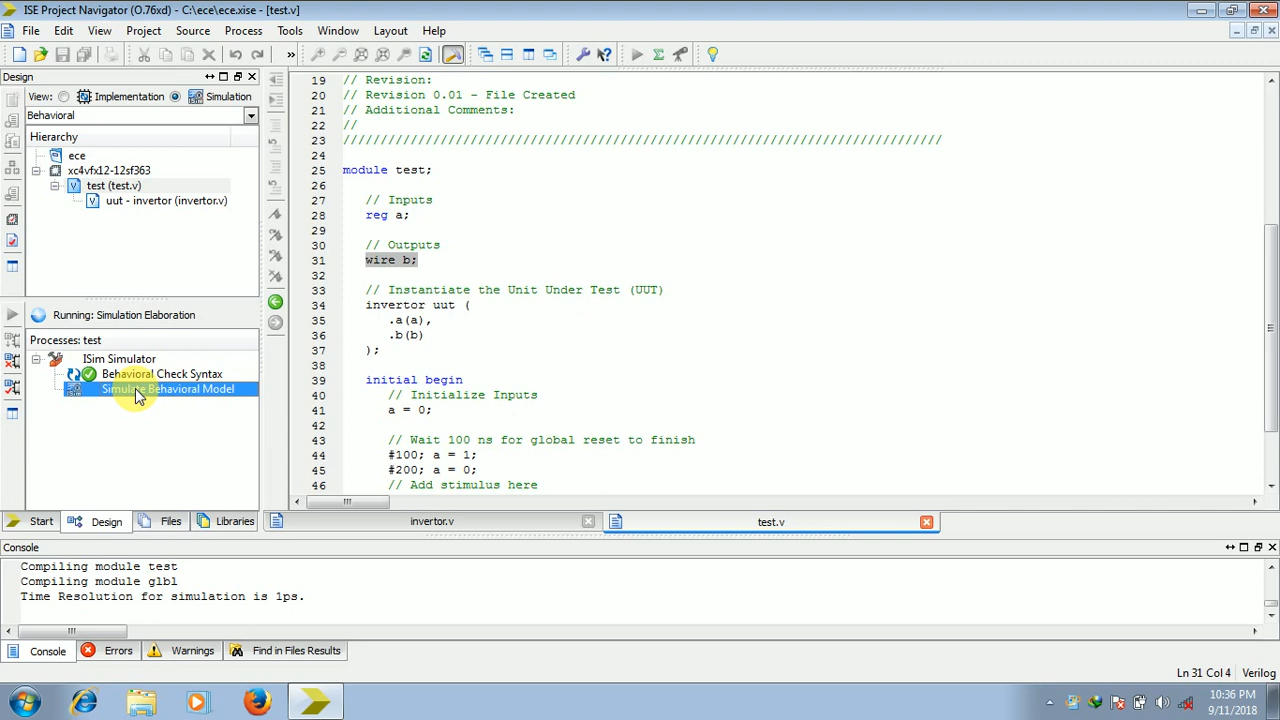 ISE Project Navigator (O.76xd) - C:\ece\ece.xise - [test.v]
File Edit View Project Source Process Tools Window Layout Help
»
Design
View: Implementation Simulation
Behavioral
Hierarchy
ece
xc4vfx12-12sf363
test (test.v)
uut - invertor (invertor.v)
Running: Simulation Elaboration
Processes: test
ISim Simulator
Behavioral Check Syntax
Simulate Behavioral Model
Start Design Files Libraries
19 // Revision:
20 // Revision 0.01 - File Created
21 // Additional Comments:
22 //
23 ////////////////////////////////////////////////////////////////////////////////
24
25 module test;
26
27 // Inputs
28 reg a;
29
30 // Outputs
31 wire b;
32
33 // Instantiate the Unit Under Test (UUT)
34 invertor uut (
35 .a(a),
36 .b(b)
37 );
38
39 initial begin
40 // Initialize Inputs
41 a = 0;
42
43 // Wait 100 ns for global reset to finish
44 #100; a = 1;
45 #200; a = 0;
46 // Add stimulus here
invertor.v test.v
Console
Compiling module test
Compiling module glbl
Time Resolution for simulation is 1ps.
Console Errors Warnings Find in Files Results
Ln 31 Col 4 Verilog
10:36 PM
9/11/2018